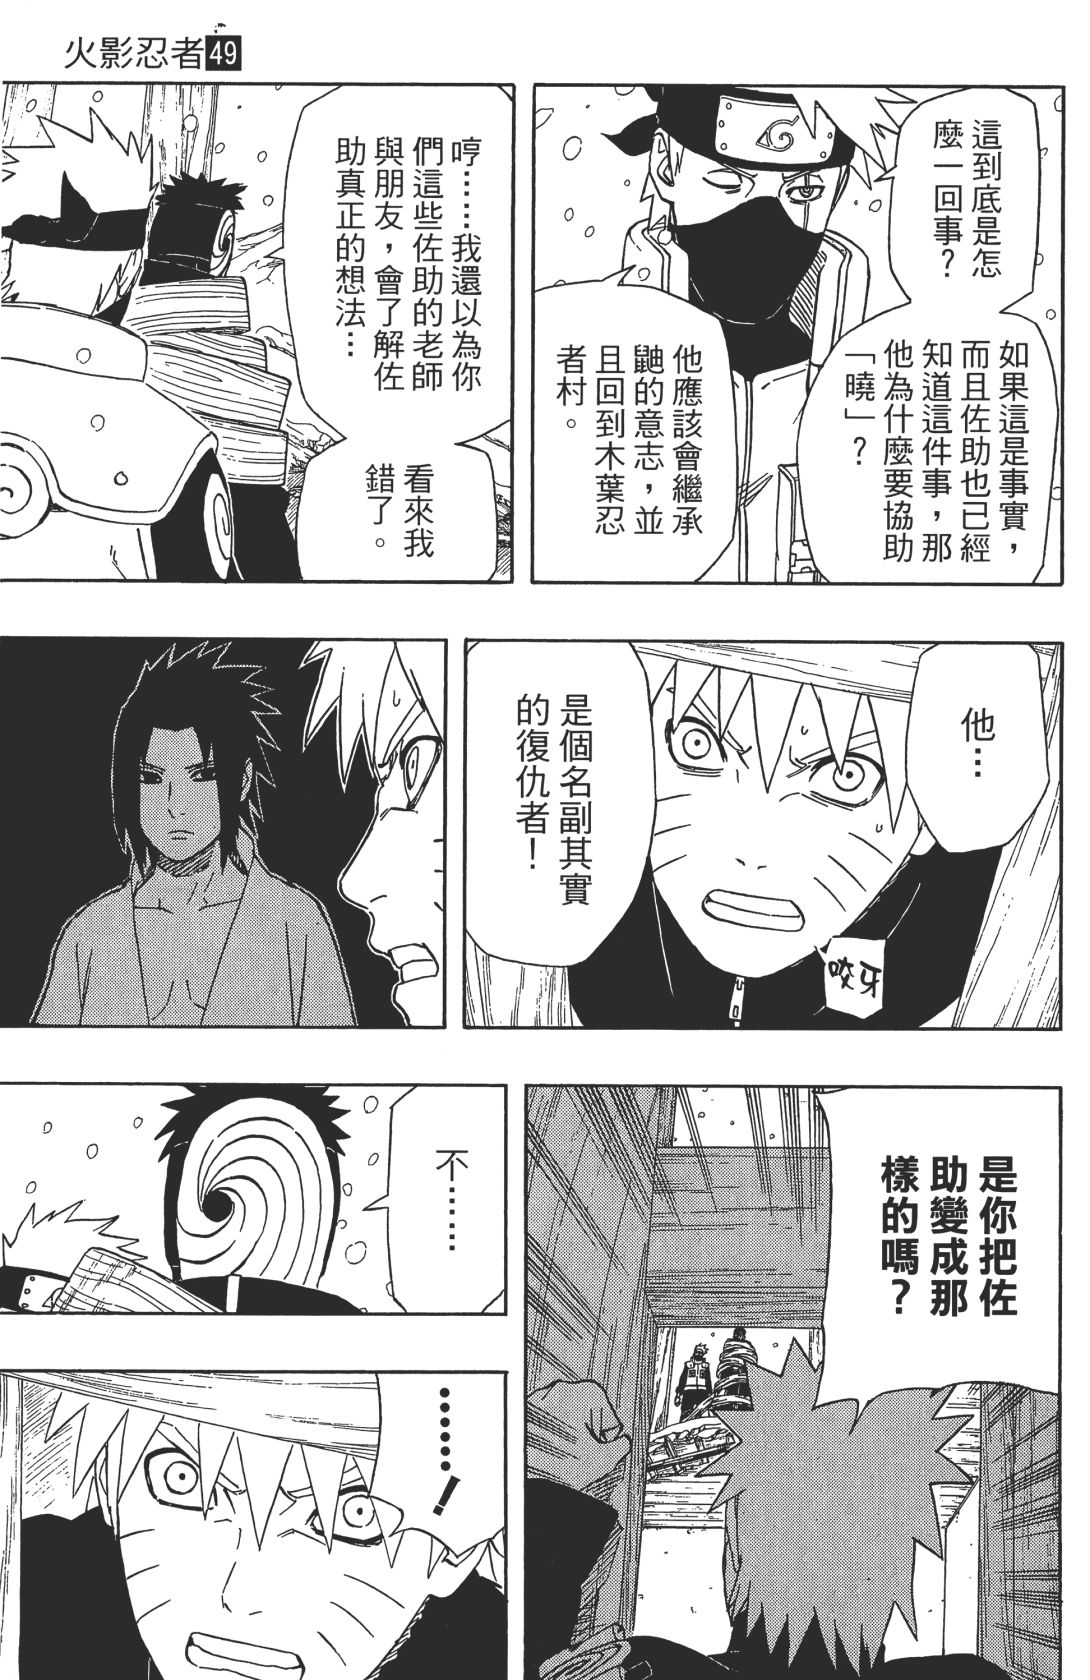 火影忍者49
這到底是怎
麼一回事？
如果這是事實，
而且佐助也已經
知道這件事，那
他為什麼要協助
「曉」？
他應該會繼承
鼬的意志，並
且回到木葉忍
者村。
哼……我還以為你
們這些佐助的老師
與朋友，會了解佐
助真正的想法…
看來我
錯了。
他…
是個名副其實
的復仇者！
咬牙
是你把佐
助變成那
樣的嗎？
不……
……！